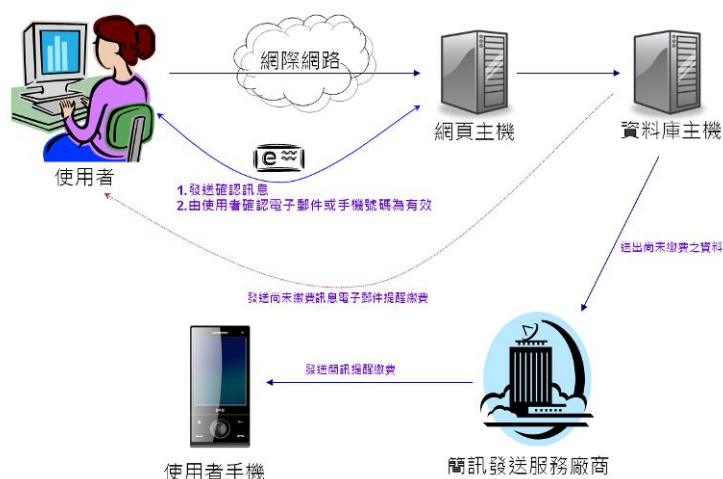 網際網路
網頁主機
資料庫主機
使用者
1.發送確認訊息
2.由使用者確認電子郵件或手機號碼為有效
送出尚未繳費之資料
發送尚未繳費訊息電子郵件提醒繳費
發送簡訊提醒繳費
使用者手機
簡訊發送服務廠商